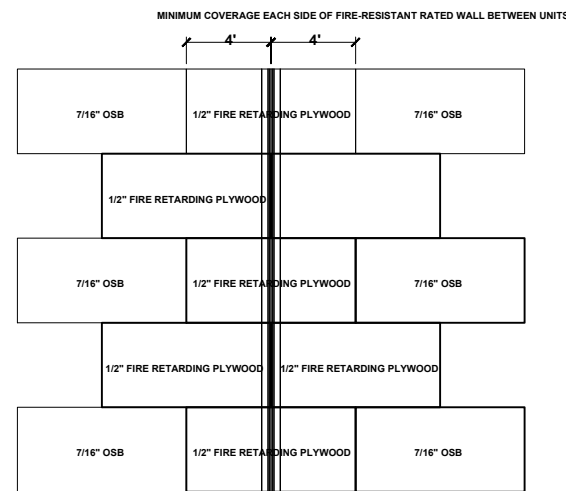 MINIMUM COVERAGE EACH SIDE OF FIRE-RESISTANT RATED WALL BETWEEN UNITS
4' 4'
7/16" OSB 1/2" FIRE RETARDING PLYWOOD 7/16" OSB
1/2" FIRE RETARDING PLYWOOD
7/16" OSB 1/2" FIRE RETARDING PLYWOOD 7/16" OSB
1/2" FIRE RETARDING PLYWOOD 1/2" FIRE RETARDING PLYWOOD
7/16" OSB 1/2" FIRE RETARDING PLYWOOD 7/16" OSB